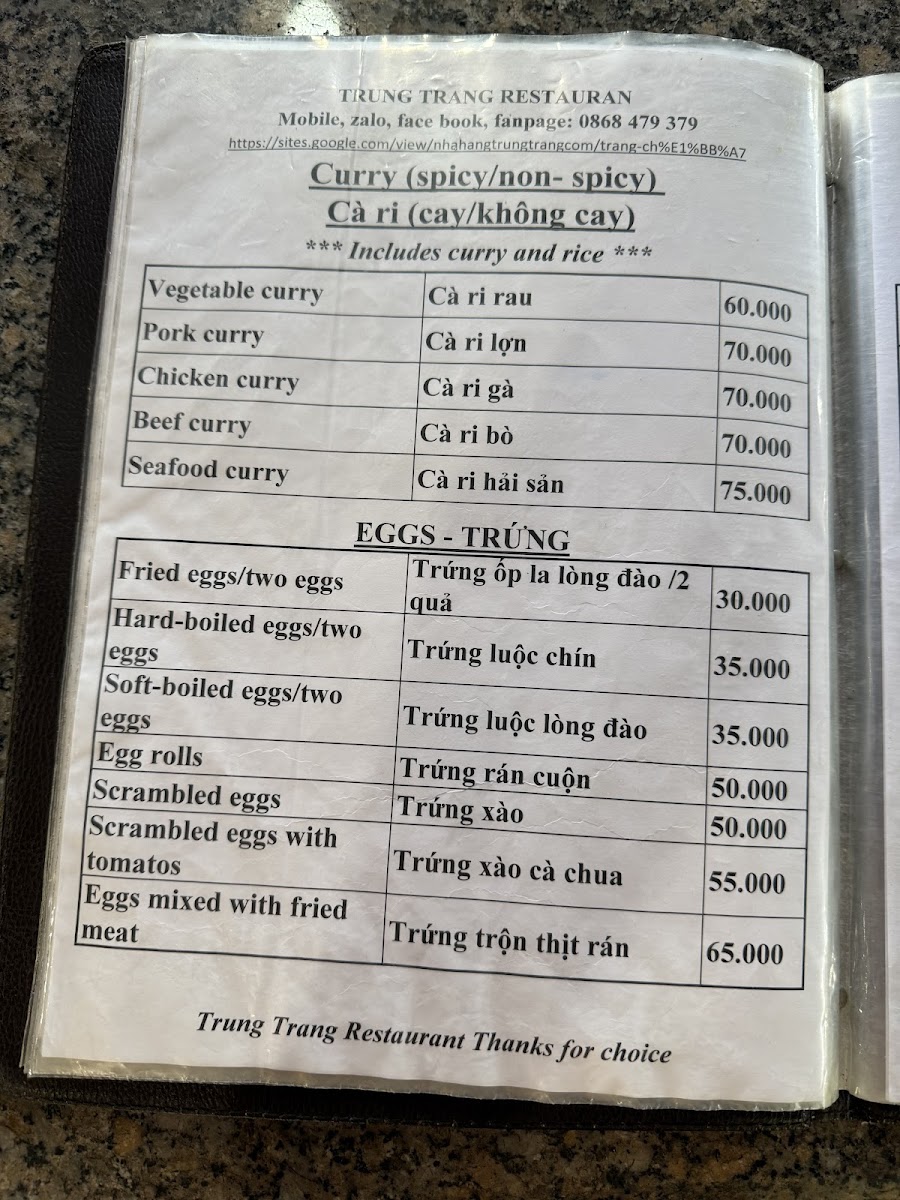 TRUNG TRANG RESTAURAN
Mobile, zalo, face book, fanpage: 0868 479 379
https://sites.google.com/view/nhahangtrungtrangcom/trang-ch%E1%BB%A7
Curry (spicy/non- spicy)
Cà ri (cay/không cay)
*** Includes curry and rice ***
Vegetable curry Cà ri rau 60.000
Pork curry Cà ri lợn 70.000
Chicken curry Cà ri gà 70.000
Beef curry Cà ri bò 70.000
Seafood curry Cà ri hải sản 75.000
EGGS - TRỨNG
Fried eggs/two eggs Trứng ốp la lòng đào /2
quả 30.000
Hard-boiled eggs/two
eggs Trứng luộc chín 35.000
Soft-boiled eggs/two
eggs Trứng luộc lòng đào 35.000
Egg rolls Trứng rán cuộn 50.000
Scrambled eggs Trứng xào 50.000
Scrambled eggs with
tomatos Trứng xào cà chua 55.000
Eggs mixed with fried
meat Trứng trộn thịt rán 65.000
Trung Trang Restaurant Thanks for choice